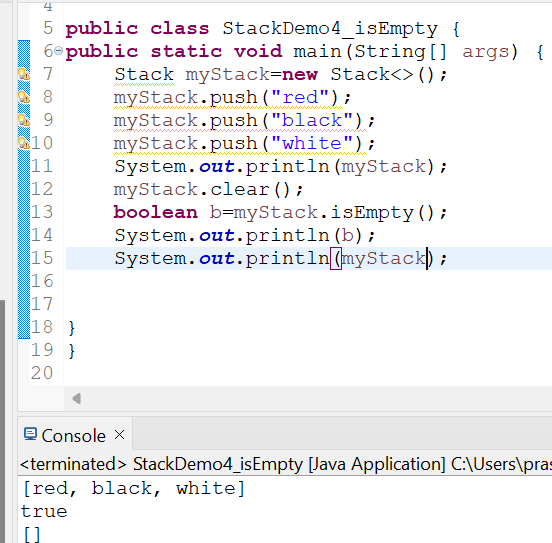 4
5 public class StackDemo4_isEmpty {
6 public static void main(String[] args) {
7 Stack myStack=new Stack<>();
8 myStack.push("red");
9 myStack.push("black");
10 myStack.push("white");
11 System.out.println(myStack);
12 myStack.clear();
13 boolean b=myStack.isEmpty();
14 System.out.println(b);
15 System.out.println(myStack);
16
17
18 }
19 }
20
Console ×
<terminated> StackDemo4_isEmpty [Java Application] C:\Users\pras
[red, black, white]
true
[]